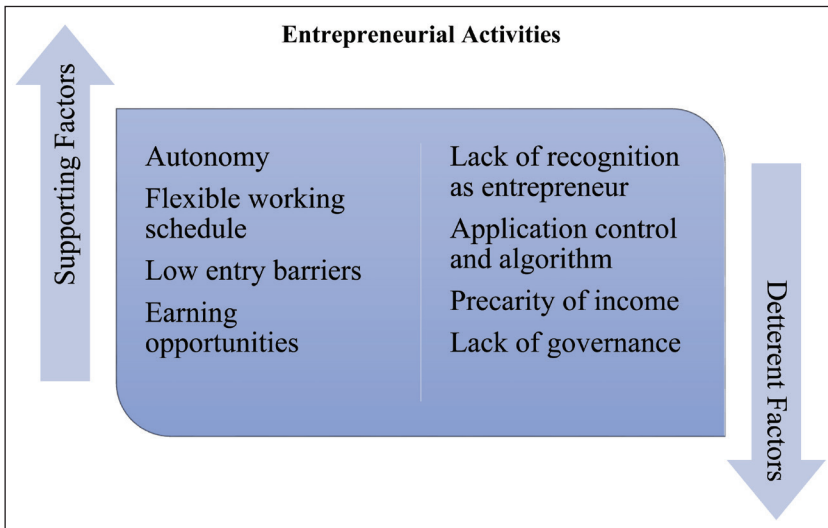 Entrepreneurial Activities
Supporting Factors
Autonomy
Flexible working
schedule
Low entry barriers
Earning
opportunities
Lack of recognition
as entrepreneur
Application control
and algorithm
Precarity of income
Lack of governance
Detterent Factors